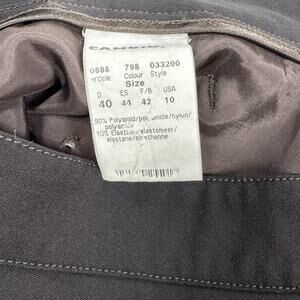 CAMBIO
0888 798 033200
Article Colour Style
Size
D ES F/B USA
40 44 42 10
90% Polyamid/polyamide/nylon/
polyamide
10% Elasthan/elastomeer/
elastane/elasthanne